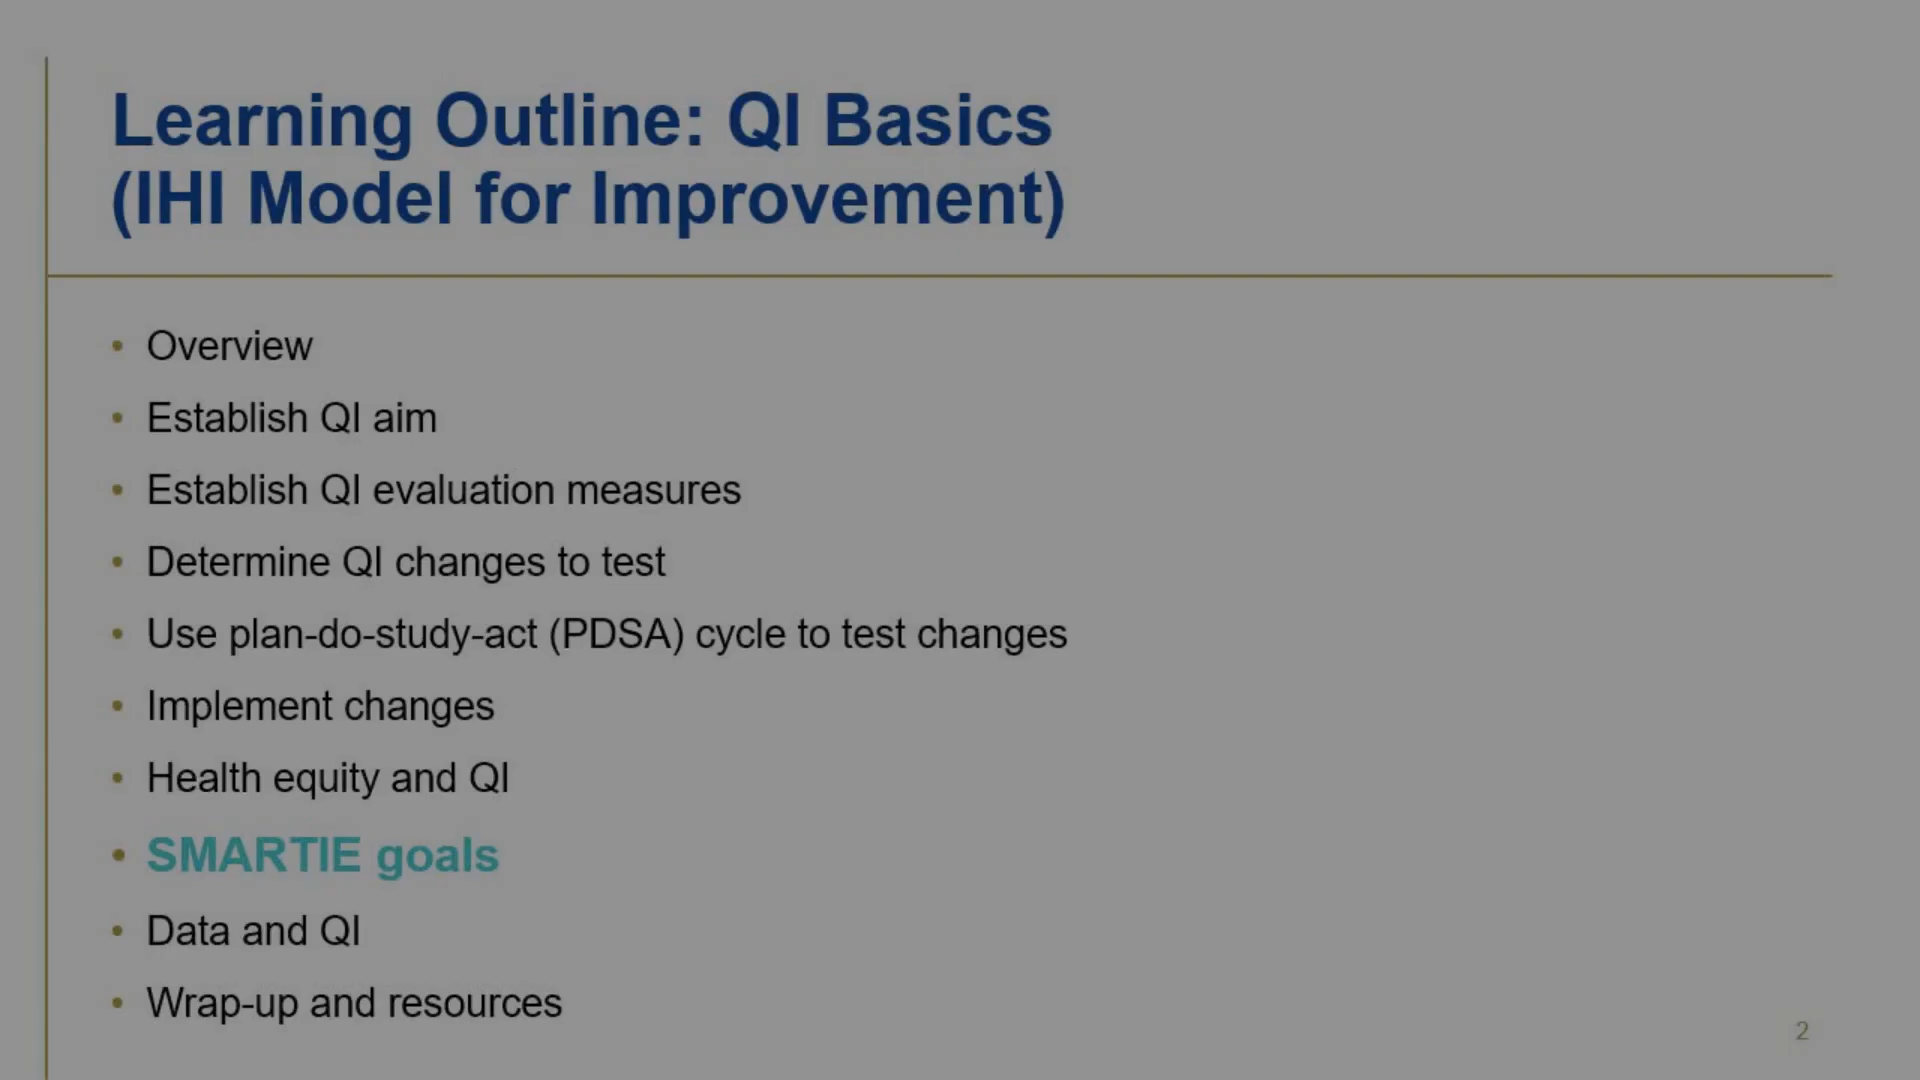 Learning Outline: QI Basics
(IHI Model for Improvement)
• Overview
• Establish QI aim
• Establish QI evaluation measures
• Determine QI changes to test
• Use plan-do-study-act (PDSA) cycle to test changes
• Implement changes
• Health equity and QI
• SMARTIE goals
• Data and QI
• Wrap-up and resources
2